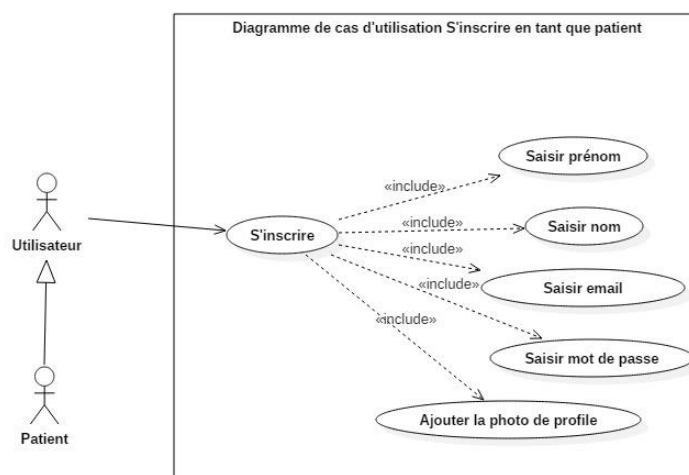 Diagramme de cas d'utilisation S'inscrire en tant que patient
Saisir prénom
«include»
«include»
Saisir nom
Utilisateur
S'inscrire
«include»
«include»
Saisir email
«include»
Saisir mot de passe
Patient
Ajouter la photo de profile